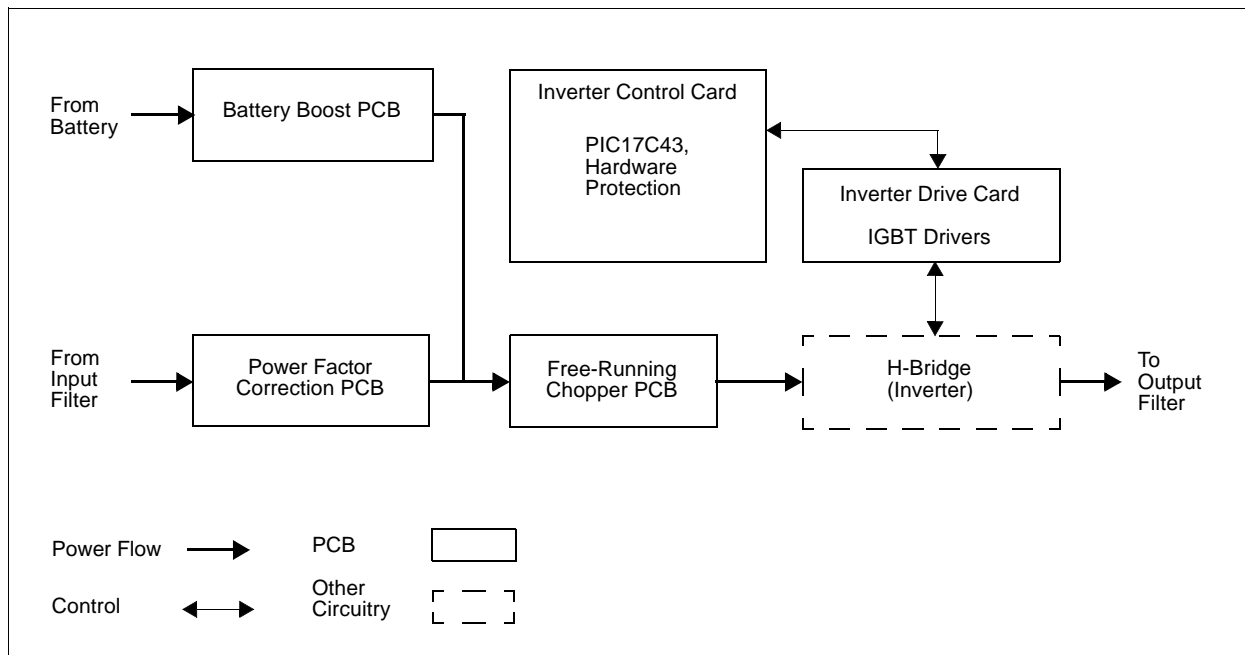 From
Battery
Battery Boost PCB
Inverter Control Card
PIC17C43,
Hardware
Protection
Inverter Drive Card
IGBT Drivers
From
Input
Filter
Power Factor
Correction PCB
Free-Running
Chopper PCB
H-Bridge
(Inverter)
To
Output
Filter
Power Flow
PCB
Control
Other
Circuitry